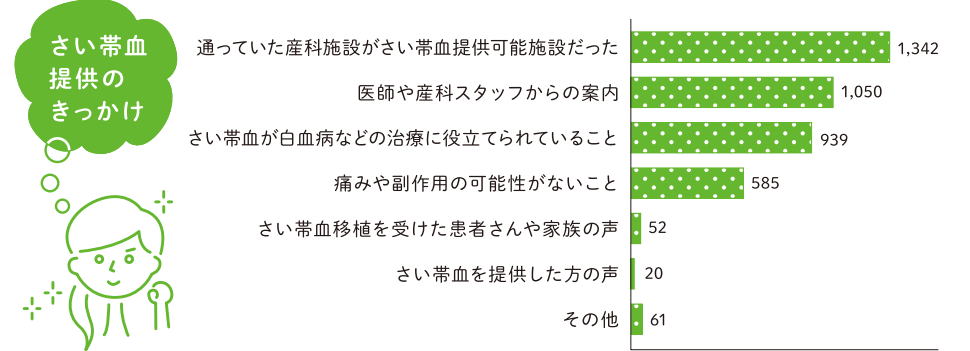 さい帯血
提供の
きっかけ
通っていた産科施設がさい帯血提供可能施設だった 1,342
医師や産科スタッフからの案内 1,050
さい帯血が白血病などの治療に役立てられていること 939
痛みや副作用の可能性がないこと 585
さい帯血移植を受けた患者さんや家族の声 52
さい帯血を提供した方の声 20
その他 61